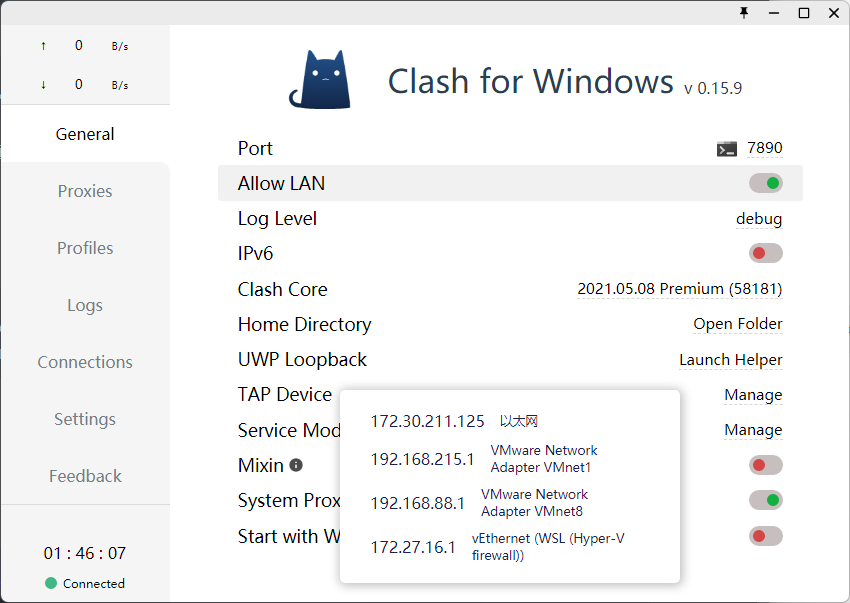 ↑ 0 B/s
↓ 0 B/s
General
Proxies
Profiles
Logs
Connections
Settings
Feedback
01 : 46 : 07
Connected
Clash for Windows v 0.15.9
Port 7890
Allow LAN
Log Level debug
IPv6
Clash Core 2021.05.08 Premium (58181)
Home Directory Open Folder
UWP Loopback Launch Helper
TAP Device Manage
Service Mod Manage
Mixin
System Prox
Start with W
172.30.211.125 以太网
192.168.215.1 VMware Network
Adapter VMnet1
192.168.88.1 VMware Network
Adapter VMnet8
172.27.16.1 vEthernet (WSL (Hyper-V
firewall))